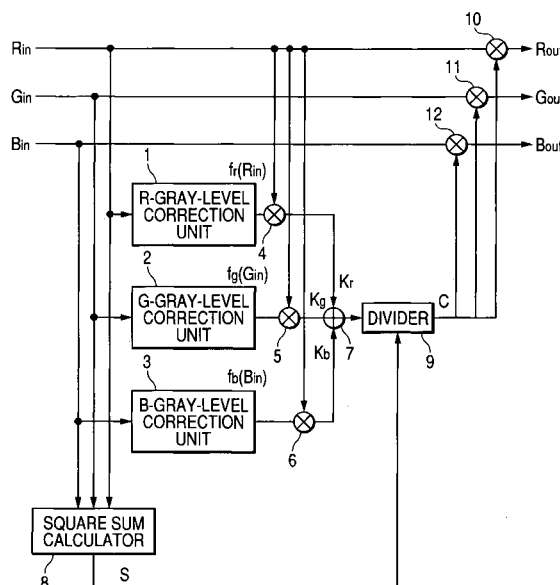 10
Rin
Rout
11
Gin
Gout
12
Bin
Bout
1
fr(Rin)
R-GRAY-LEVEL
CORRECTION
UNIT
4
2
fg(Gin)
Kr
G-GRAY-LEVEL
CORRECTION
UNIT
Kg
C
DIVIDER
5
7
9
Kb
3
fb(Bin)
B-GRAY-LEVEL
CORRECTION
UNIT
6
SQUARE SUM
CALCULATOR
8
S